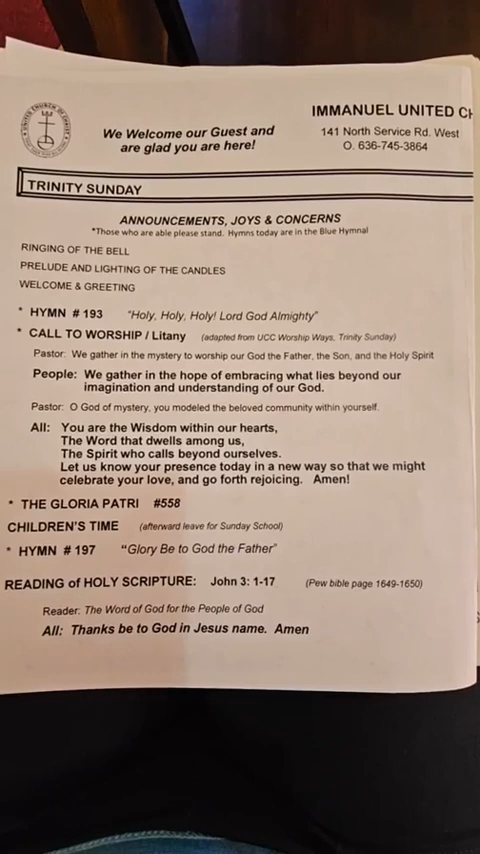 UNITED CHURCH OF CHRIST
IMMANUEL UNITED CH
We Welcome our Guest and
are glad you are here!
141 North Service Rd. West
O. 636-745-3864
TRINITY SUNDAY
ANNOUNCEMENTS, JOYS & CONCERNS
*Those who are able please stand. Hymns today are in the Blue Hymnal
RINGING OF THE BELL
PRELUDE AND LIGHTING OF THE CANDLES
WELCOME & GREETING
* HYMN # 193 "Holy, Holy, Holy! Lord God Almighty"
* CALL TO WORSHIP / Litany (adapted from UCC Worship Ways, Trinity Sunday)
Pastor: We gather in the mystery to worship our God the Father, the Son, and the Holy Spirit
People: We gather in the hope of embracing what lies beyond our
imagination and understanding of our God.
Pastor: O God of mystery, you modeled the beloved community within yourself.
All: You are the Wisdom within our hearts,
The Word that dwells among us,
The Spirit who calls beyond ourselves.
Let us know your presence today in a new way so that we might
celebrate your love, and go forth rejoicing. Amen!
* THE GLORIA PATRI #558
CHILDREN'S TIME (afterward leave for Sunday School)
* HYMN # 197 "Glory Be to God the Father"
READING of HOLY SCRIPTURE: John 3: 1-17 (Pew bible page 1649-1650)
Reader: The Word of God for the People of God
All: Thanks be to God in Jesus name. Amen